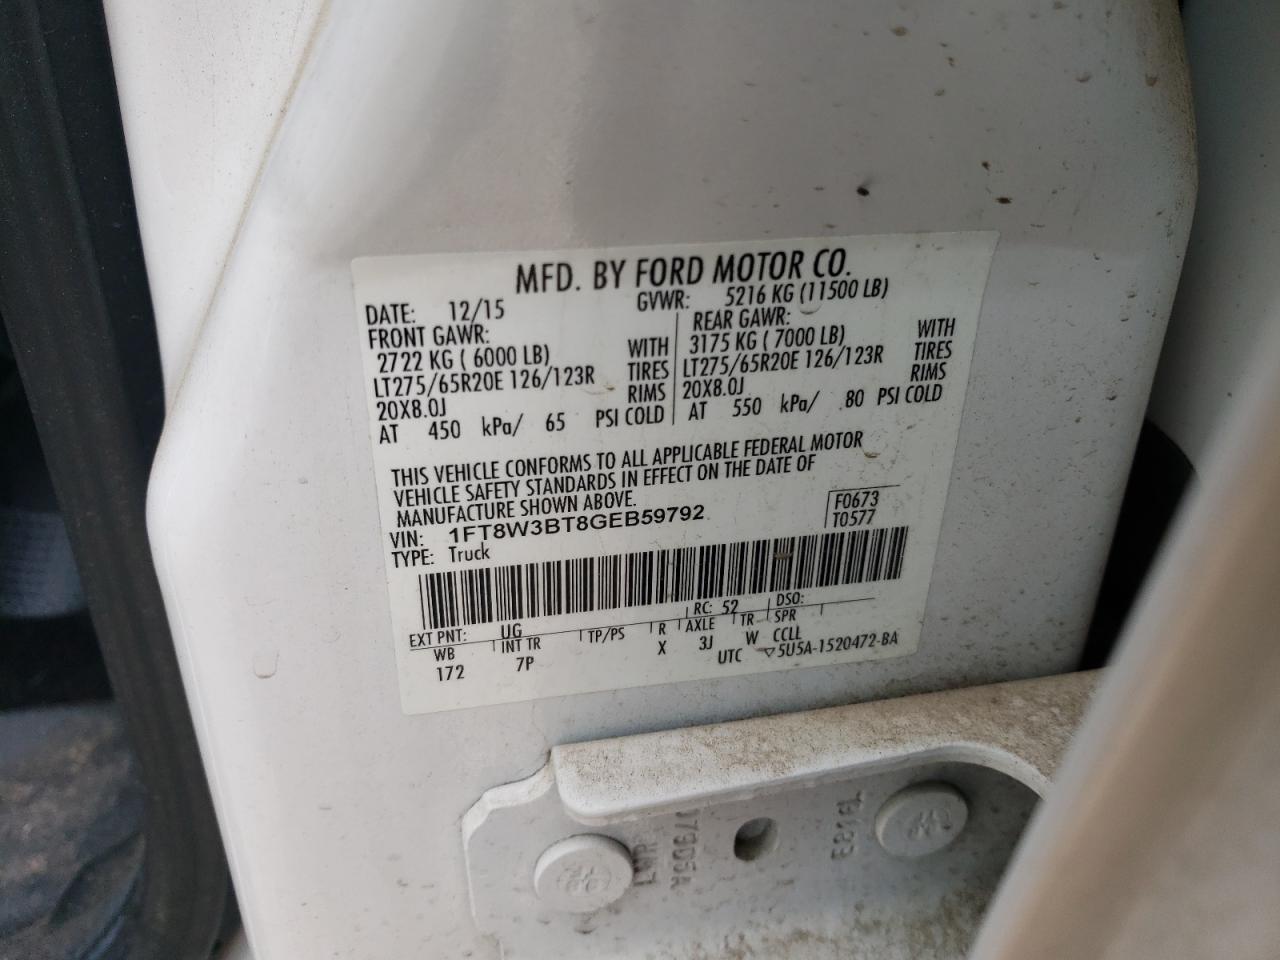 MFD. BY FORD MOTOR CO.
DATE: 12/15 GVWR: 5216 KG (11500 LB)
FRONT GAWR: REAR GAWR:
2722 KG ( 6000 LB) WITH 3175 KG ( 7000 LB) WITH
LT275/65R20E 126/123R TIRES LT275/65R20E 126/123R TIRES
20X8.0J RIMS 20X8.0J RIMS
AT 450 kPa/ 65 PSI COLD AT 550 kPa/ 80 PSI COLD
THIS VEHICLE CONFORMS TO ALL APPLICABLE FEDERAL MOTOR
VEHICLE SAFETY STANDARDS IN EFFECT ON THE DATE OF
MANUFACTURE SHOWN ABOVE.
VIN: 1FT8W3BT8GEB59792 F0673
TYPE: Truck T0577
EXT PNT: UG RC: 52 DSO:
WB INT TR TP/PS R AXLE TR SPR
172 7P X 3J W CCLL
UTC ▽5U5A-1520472-BA